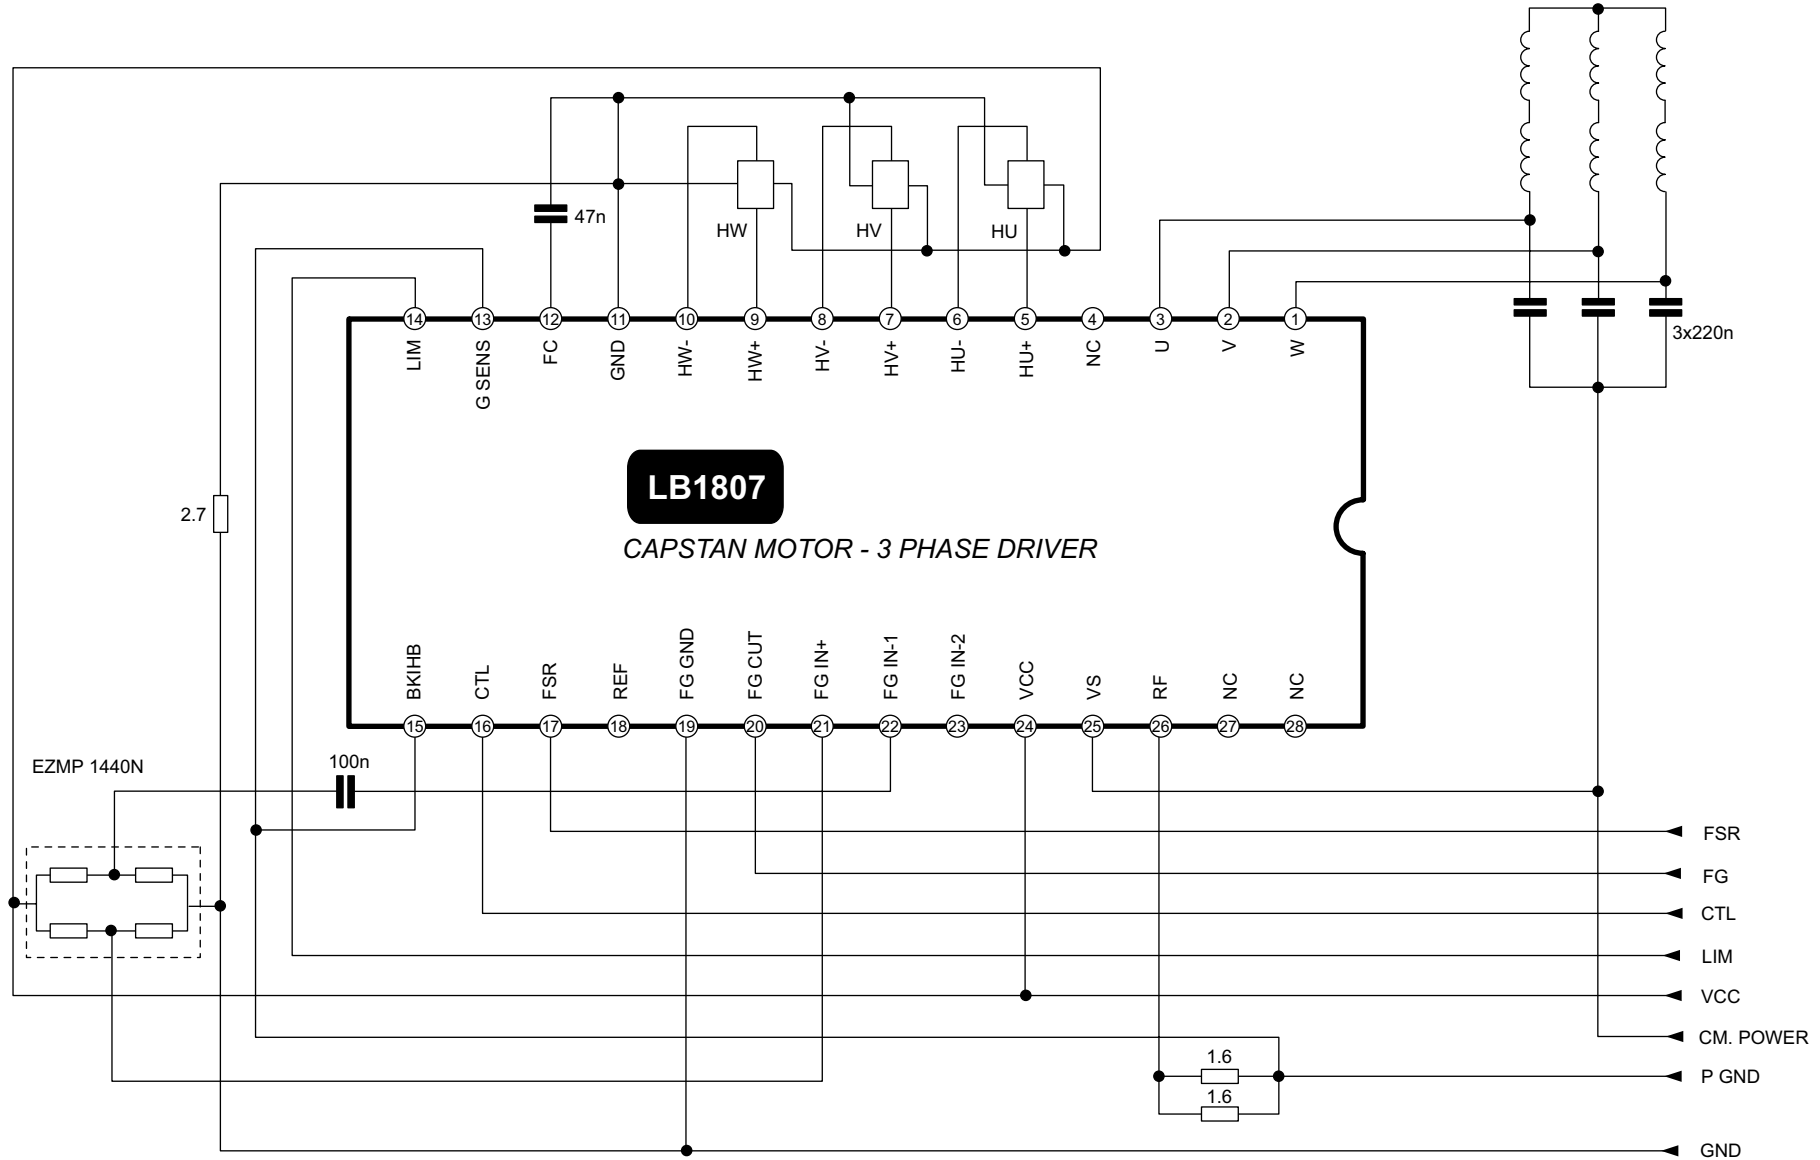 47n
HW
HV
HU
14
13
12
11
10
9
8
7
6
5
4
3
2
1
3x220n
LIM
G SENS
FC
GND
HW-
HW+
HV-
HV+
HU-
HU+
NC
U
V
W
LB1807
2.7
CAPSTAN MOTOR - 3 PHASE DRIVER
BKIHB
CTL
FSR
REF
FG GND
FG CUT
FG IN+
FG IN-1
FG IN-2
VCC
VS
RF
NC
NC
15
16
17
18
19
20
21
22
23
24
25
26
27
28
EZMP 1440N
100n
FSR
FG
CTL
LIM
VCC
CM. POWER
1.6
P GND
1.6
GND